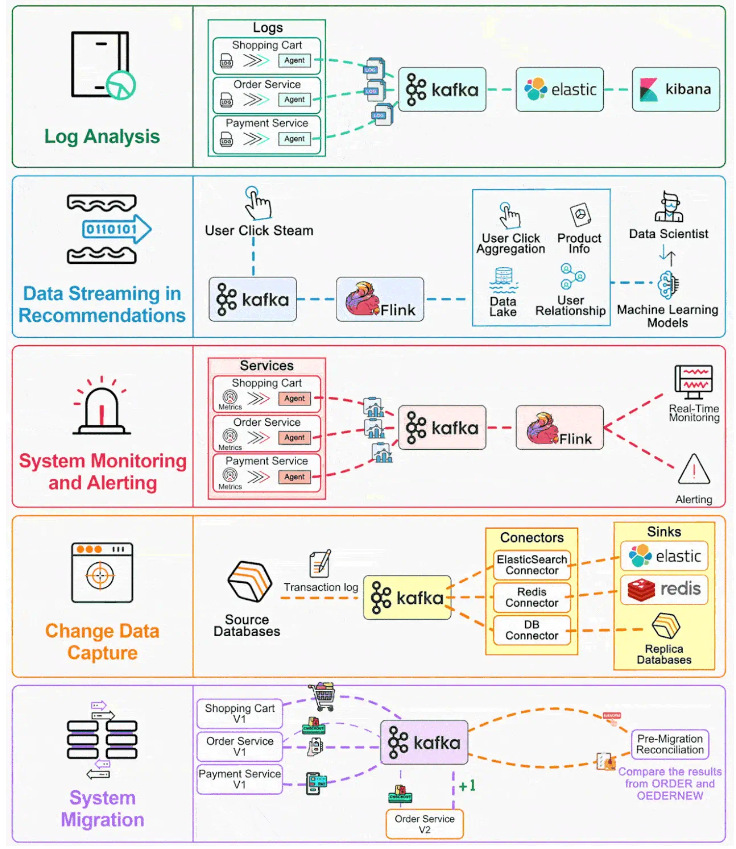 Logs
Shopping Cart
LOG
Agent
Order Service
LOG
Agent
Payment Service
LOG
Agent
LOG
LOG
LOG
kafka
elastic
kibana
Log Analysis
User Click Steam
0110101
Data Streaming in
Recommendations
kafka
Flink
User Click
Aggregation
Product
Info
Data
Lake
User
Relationship
Data Scientist
Machine Learning
Models
Services
Shopping Cart
Metrics
Agent
Order Service
Metrics
Agent
Payment Service
Metrics
Agent
kafka
Flink
Real-Time
Monitoring
Alerting
System Monitoring
and Alerting
Change Data
Capture
Source
Databases
Transaction log
kafka
Conectors
ElasticSearch
Connector
Redis
Connector
DB
Connector
Sinks
elastic
redis
Replica
Databases
System
Migration
Shopping Cart
V1
Order Service
V1
Payment Service
V1
CHECKOUT
kafka
+1
CHECKOUT
Order Service
V2
Pre-Migration
Reconciliation
Compare the results
from ORDER and
OEDERNEW